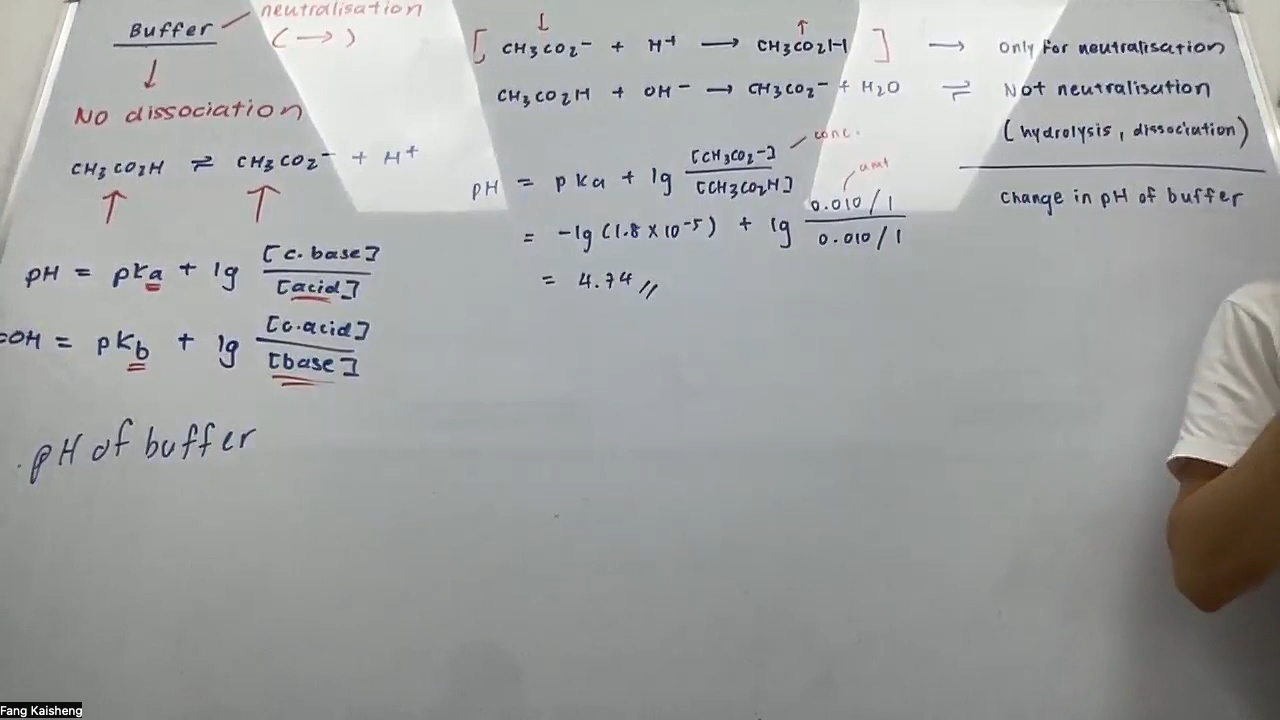 Buffer
neutralisation
(→)
↓
No dissociation
CH3CO2H ⇌ CH3CO2⁻ + H⁺
↑ ↑
pH = pKa + lg [c.base] / [acid]
OH = pKb + lg [c.acid] / [base]
pH of buffer
↓ ↑
[ CH3CO2⁻ + H⁺ → CH3CO2H ]
CH3CO2H + OH⁻ → CH3CO2⁻ + H2O
pH = pKa + lg [CH3CO2⁻] / [CH3CO2H]
conc.
amt
= -lg (1.8 × 10⁻⁵) + lg 0.010/1 / 0.010/1
= 4.74 //
→ Only for neutralisation
⇌ Not neutralisation
(hydrolysis, dissociation)
Change in pH of buffer
Fang Kaisheng